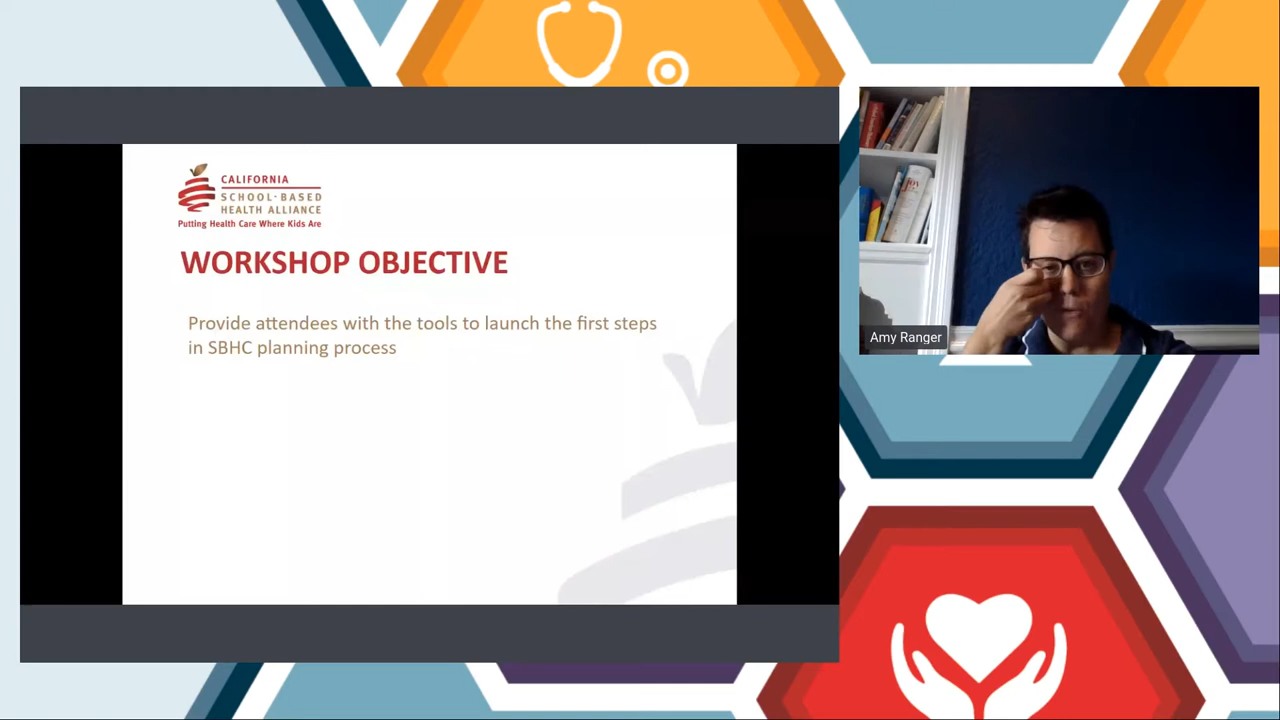 CALIFORNIA
SCHOOL-BASED
HEALTH ALLIANCE
Putting Health Care Where Kids Are
WORKSHOP OBJECTIVE
Provide attendees with the tools to launch the first steps
in SBHC planning process
Amy Ranger